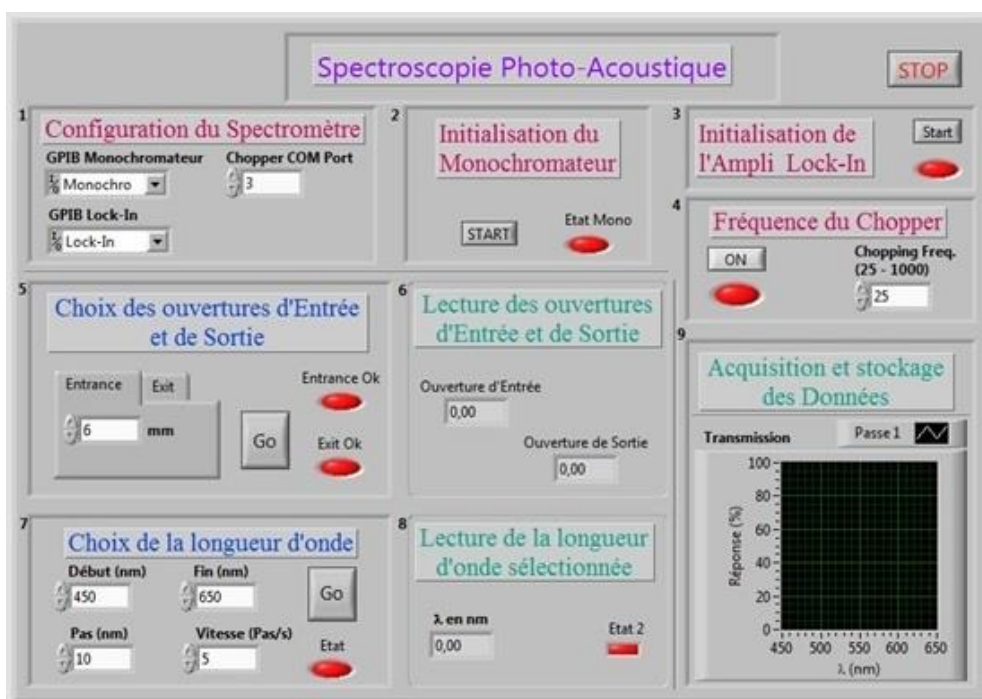 Spectroscopie Photo-Acoustique
STOP
1
Configuration du Spectromètre
GPIB Monochromateur
Chopper COM Port
Monochro
3
GPIB Lock-In
Lock-In
2
Initialisation du
Monochromateur
START
Etat Mono
3
Initialisation de
l'Ampli Lock-In
Start
4
Fréquence du Chopper
ON
Chopping Freq.
(25 - 1000)
25
5
Choix des ouvertures d'Entrée
et de Sortie
Entrance
Exit
6
mm
Go
Entrance Ok
Exit Ok
6
Lecture des ouvertures
d'Entrée et de Sortie
Ouverture d'Entrée
0,00
Ouverture de Sortie
0,00
7
Choix de la longueur d'onde
Début (nm)
Fin (nm)
450
650
Go
Pas (nm)
Vitesse (Pas/s)
10
5
Etat
8
Lecture de la longueur
d'onde sélectionnée
λ en nm
0,00
Etat 2
9
Acquisition et stockage
des Données
Transmission
Passe 1
Réponse (%)
100
80
60
40
20
0
450 500 550 600 650
λ (nm)